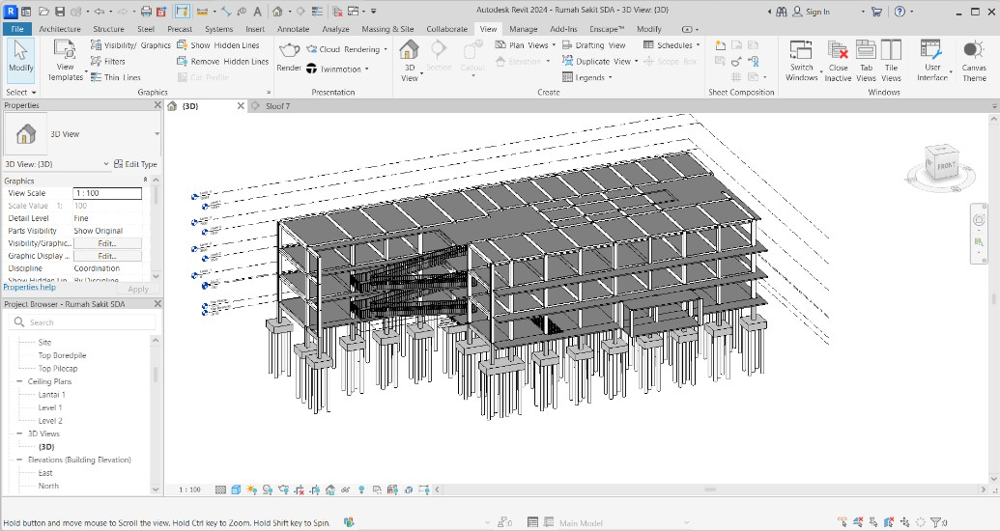 Autodesk Revit 2024 - Rumah Sakit SDA - 3D View: {3D}
Sign In
File Architecture Structure Steel Precast Systems Insert Annotate Analyze Massing & Site Collaborate View Manage Add-Ins Enscape™ Modify
Modify
Select
View Templates
Visibility/ Graphics
Filters
Thin Lines
Show Hidden Lines
Remove Hidden Lines
Cut Profile
Graphics
Render
Cloud Rendering
Twinmotion
Presentation
3D View
Section
Callout
Plan Views
Elevation
Drafting View
Duplicate View
Legends
Schedules
Scope Box
Create
Sheet Composition
Switch Windows
Close Inactive
Tab Views
Tile Views
User Interface
Windows
Canvas Theme
Properties
{3D}
Sloof 7
3D View
3D View: {3D}
Edit Type
Graphics
View Scale 1 : 100
Scale Value 1: 100
Detail Level Fine
Parts Visibility Show Original
Visibility/Graphic... Edit...
Graphic Display ... Edit...
Discipline Coordination
Show Hidden Lin By Discipline
Properties help
Apply
Project Browser - Rumah Sakit SDA
Search
Site
Top Boredpile
Top Pilecap
Ceiling Plans
Lantai 1
Level 1
Level 2
3D Views
{3D}
Elevations (Building Elevation)
East
North
FRONT
1 : 100
Hold button and move mouse to Scroll the view. Hold Ctrl key to Zoom. Hold Shift key to Spin.
:0
Main Model
:0